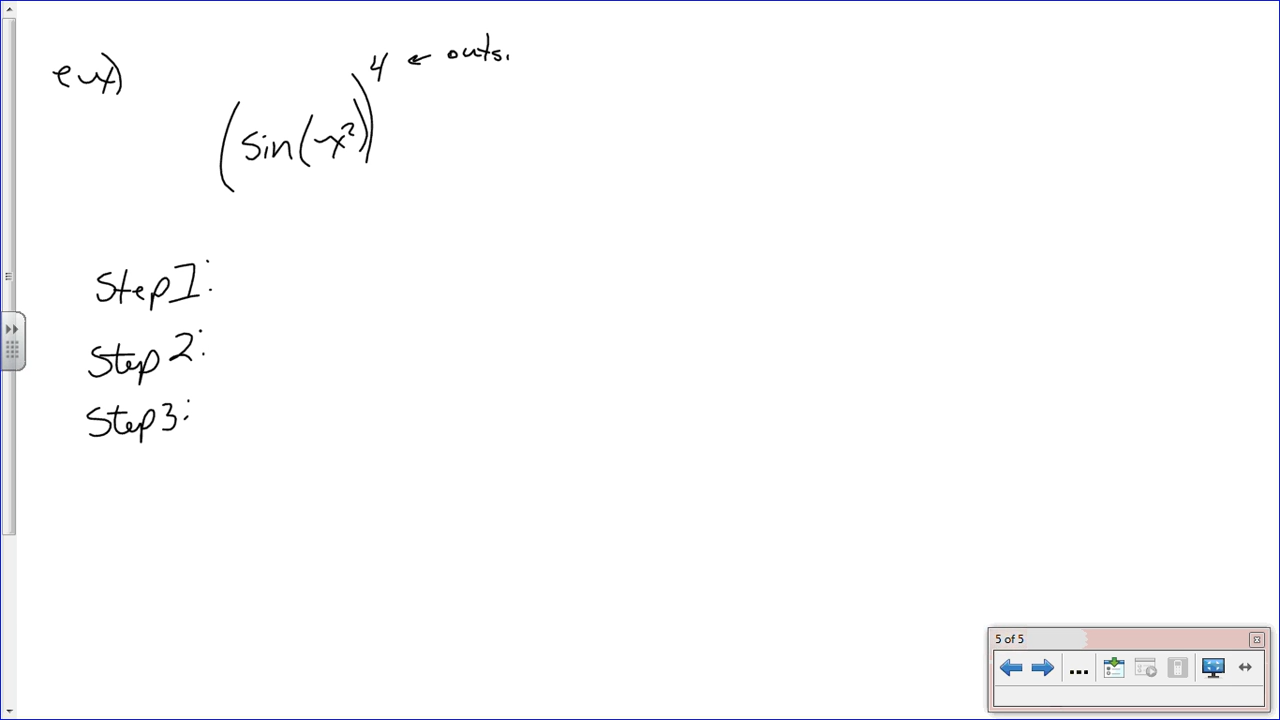 ex)
(sin(x²))⁴ ← outs.
Step 1:
Step 2:
Step 3:
5 of 5
...